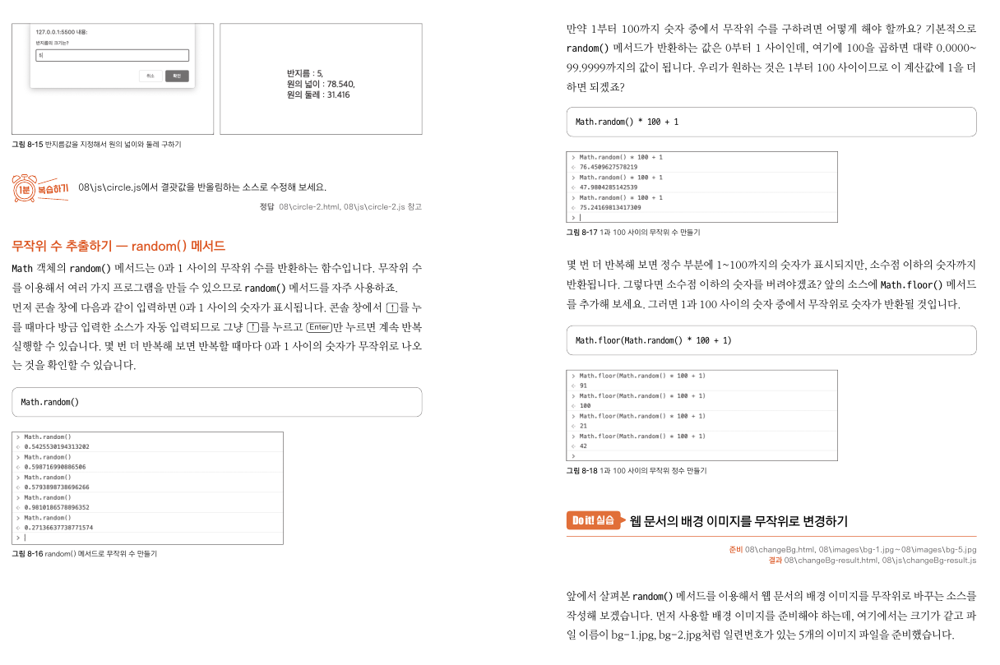 127.0.0.1:5500 내용:
반지름의 크기는?
5
취소 확인
반지름 : 5,
원의 넓이 : 78.540,
원의 둘레 : 31.416
그림 8-15 반지름값을 지정해서 원의 넓이와 둘레 구하기
1분 복습하기 08\js\circle.js에서 결괏값을 반올림하는 소스로 수정해 보세요.
정답 08\circle-2.html, 08\js\circle-2.js 참고
무작위 수 추출하기 — random( ) 메서드
Math 객체의 random() 메서드는 0과 1 사이의 무작위 수를 반환하는 함수입니다. 무작위 수
를 이용해서 여러 가지 프로그램을 만들 수 있으므로 random() 메서드를 자주 사용하죠.
먼저 콘솔 창에 다음과 같이 입력하면 0과 1 사이의 숫자가 표시됩니다. 콘솔 창에서 ↑를 누
를 때마다 방금 입력한 소스가 자동 입력되므로 그냥 ↑를 누르고 Enter만 누르면 계속 반복
실행할 수 있습니다. 몇 번 더 반복해 보면 반복할 때마다 0과 1 사이의 숫자가 무작위로 나오
는 것을 확인할 수 있습니다.
Math.random()
> Math.random()
< 0.5425530194313202
> Math.random()
< 0.598716990886506
> Math.random()
< 0.5793898738696266
> Math.random()
< 0.9810186578896352
> Math.random()
< 0.27136637738771574
>
그림 8-16 random() 메서드로 무작위 수 만들기
만약 1부터 100까지 숫자 중에서 무작위 수를 구하려면 어떻게 해야 할까요? 기본적으로
random() 메서드가 반환하는 값은 0부터 1 사이인데, 여기에 100을 곱하면 대략 0.0000~
99.9999까지의 값이 됩니다. 우리가 원하는 것은 1부터 100 사이이므로 이 계산값에 1을 더
하면 되겠죠?
Math.random() * 100 + 1
> Math.random() * 100 + 1
< 76.4509627578219
> Math.random() * 100 + 1
< 47.9804285142539
> Math.random() * 100 + 1
< 75.24169813417309
>
그림 8-17 1과 100 사이의 무작위 수 만들기
몇 번 더 반복해 보면 정수 부분에 1~100까지의 숫자가 표시되지만, 소수점 이하의 숫자까지
반환됩니다. 그렇다면 소수점 이하의 숫자를 버려야겠죠? 앞의 소스에 Math.floor() 메서드
를 추가해 보세요. 그러면 1과 100 사이의 숫자 중에서 무작위로 숫자가 반환될 것입니다.
Math.floor(Math.random() * 100 + 1)
> Math.floor(Math.random() * 100 + 1)
< 91
> Math.floor(Math.random() * 100 + 1)
< 100
> Math.floor(Math.random() * 100 + 1)
< 21
> Math.floor(Math.random() * 100 + 1)
< 42
>
그림 8-18 1과 100 사이의 무작위 정수 만들기
Do it! 실습 웹 문서의 배경 이미지를 무작위로 변경하기
준비 08\changeBg.html, 08\images\bg-1.jpg~08\images\bg-5.jpg
결과 08\changeBg-result.html, 08\js\changeBg-result.js
앞에서 살펴본 random() 메서드를 이용해서 웹 문서의 배경 이미지를 무작위로 바꾸는 소스를
작성해 보겠습니다. 먼저 사용할 배경 이미지를 준비해야 하는데, 여기에서는 크기가 같고 파
일 이름이 bg-1.jpg, bg-2.jpg처럼 일련번호가 있는 5개의 이미지 파일을 준비했습니다.